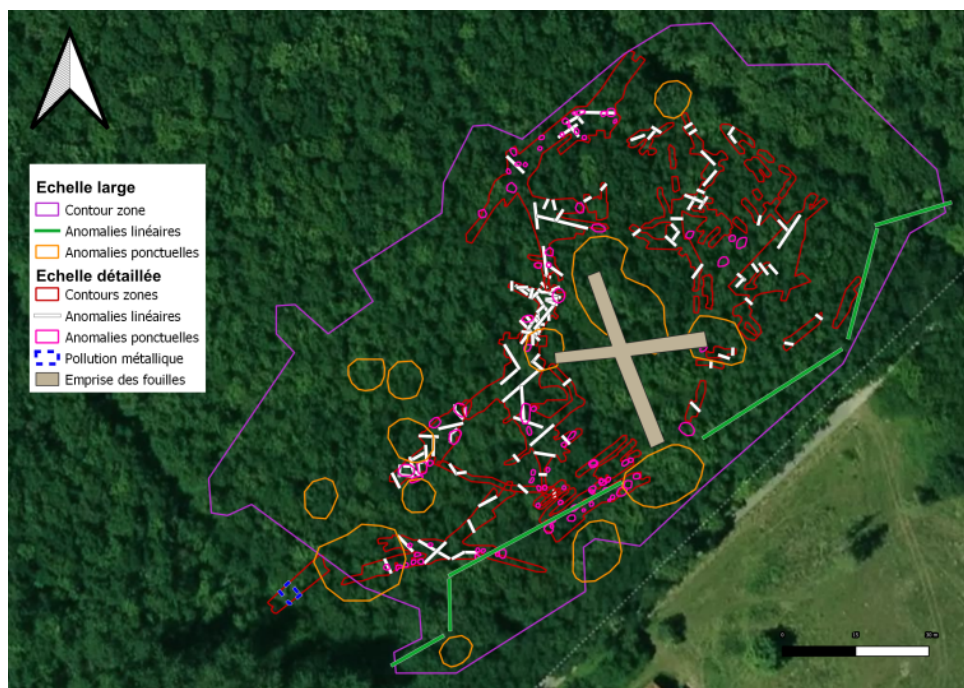 Echelle large
Contour zone
Anomalies linéaires
Anomalies ponctuelles
Echelle détaillée
Contours zones
Anomalies linéaires
Anomalies ponctuelles
Pollution métallique
Emprise des fouilles